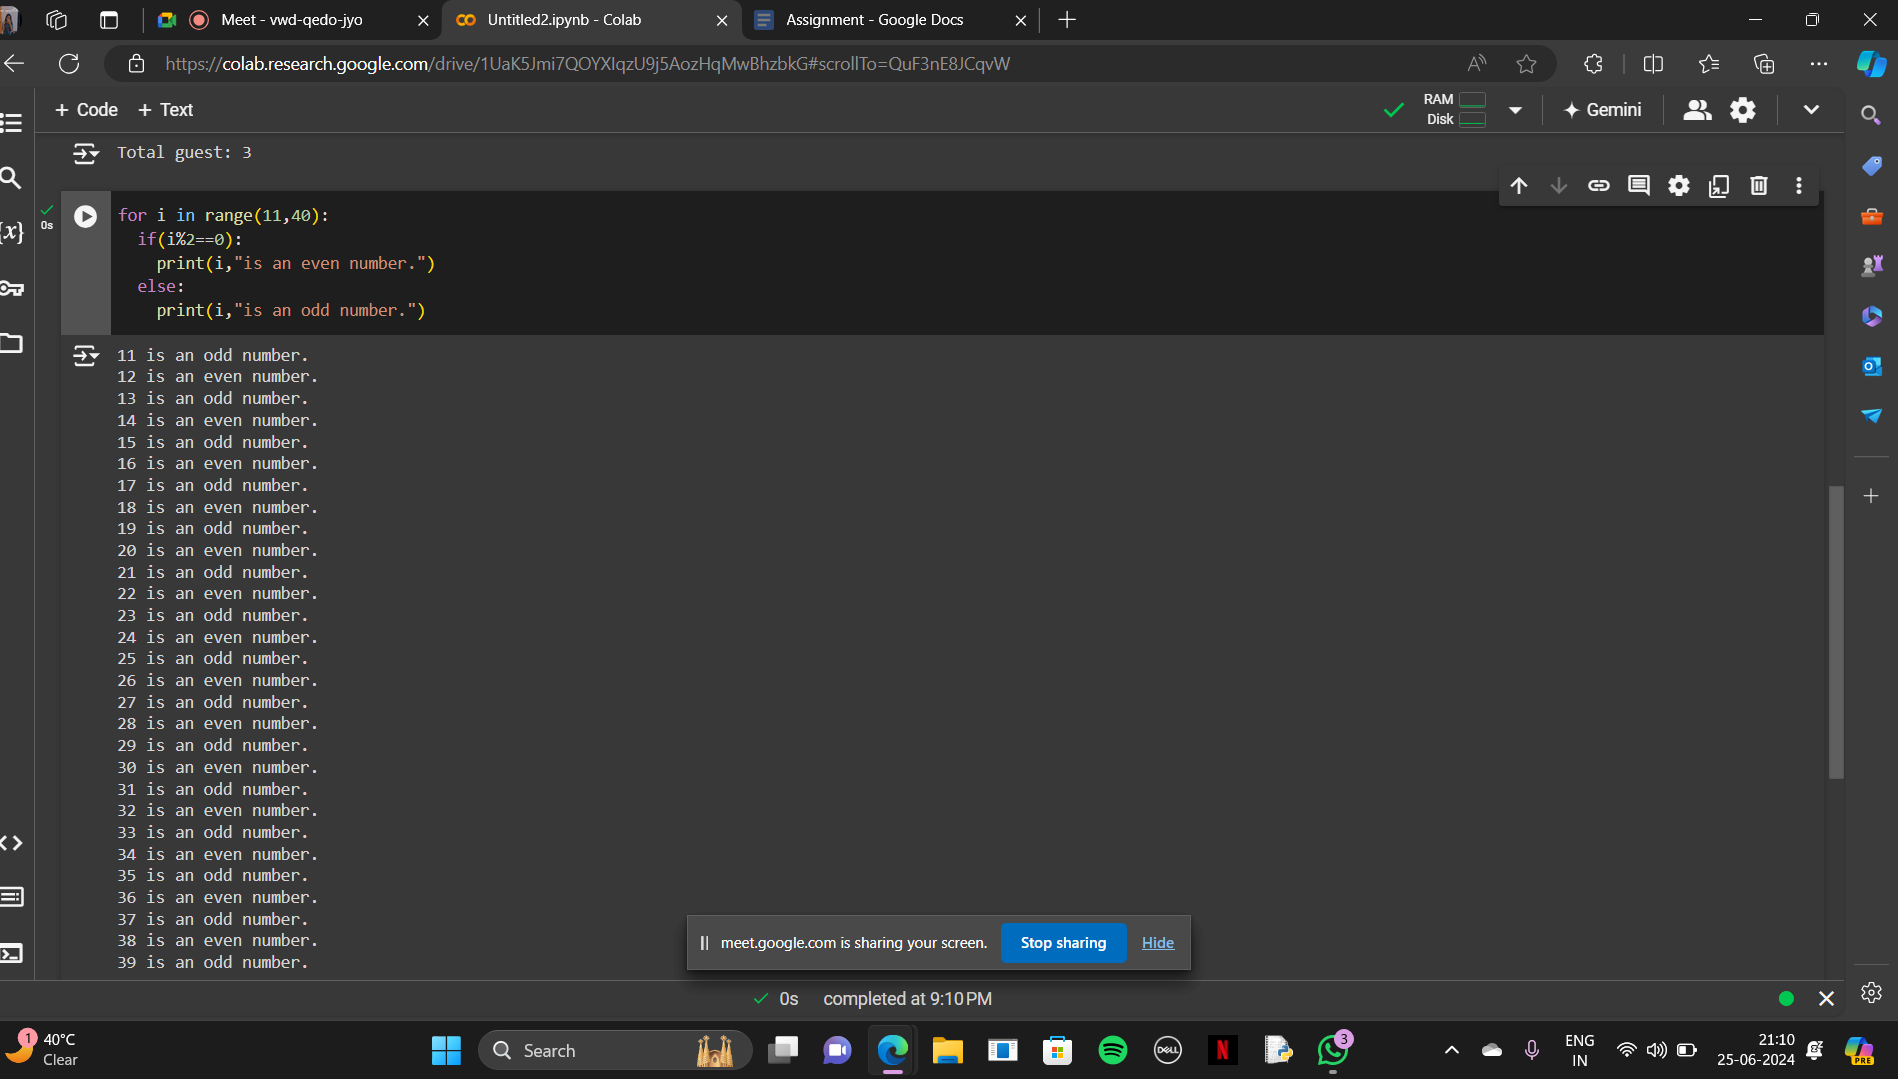 Meet - vwd-qedo-jyo
Untitled2.ipynb - Colab
Assignment - Google Docs
https://colab.research.google.com/drive/1UaK5Jmi7QOYXIqzU9j5AozHqMwBhzbkG#scrollTo=QuF3nE8JCqvW
+ Code + Text
RAM
Disk
Gemini
Total guest: 3
0s
{x}
for i in range(11,40):
  if(i%2==0):
    print(i,"is an even number.")
  else:
    print(i,"is an odd number.")
11 is an odd number.
12 is an even number.
13 is an odd number.
14 is an even number.
15 is an odd number.
16 is an even number.
17 is an odd number.
18 is an even number.
19 is an odd number.
20 is an even number.
21 is an odd number.
22 is an even number.
23 is an odd number.
24 is an even number.
25 is an odd number.
26 is an even number.
27 is an odd number.
28 is an even number.
29 is an odd number.
30 is an even number.
31 is an odd number.
32 is an even number.
33 is an odd number.
34 is an even number.
35 is an odd number.
36 is an even number.
37 is an odd number.
38 is an even number.
39 is an odd number.
meet.google.com is sharing your screen. Stop sharing Hide
0s completed at 9:10 PM
1
40°C
Clear
Search
DELL
N
3
ENG
IN
21:10
25-06-2024
PRE